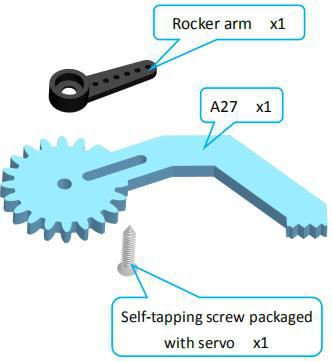 Rocker arm x1
A27 x1
Self-tapping screw packaged
with servo x1